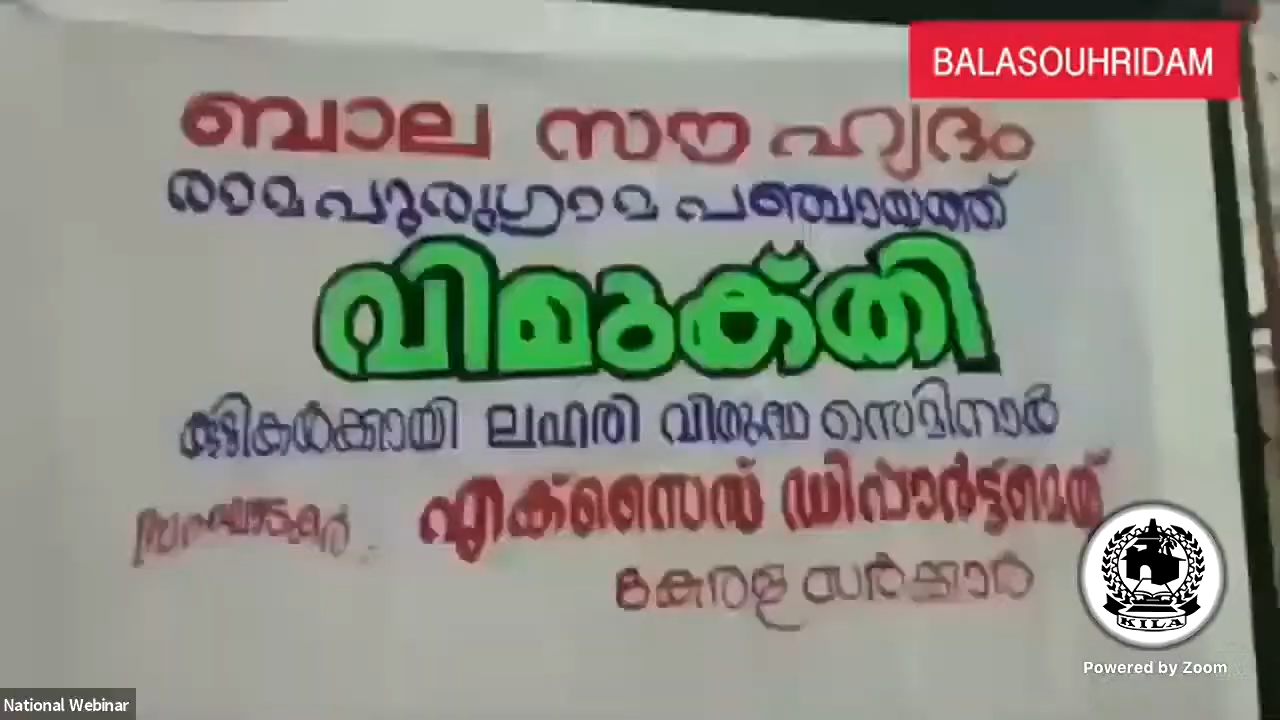 BALASOUHRIDAM
ബാല സൗഹൃദം
രാമപുരം ഗ്രാമ പഞ്ചായത്ത്
വിമുക്തി
കുട്ടികൾക്കായി ലഹരി വിരുദ്ധ സെമിനാർ
എക്സൈസ് ഡിപ്പാർട്ട്മെന്റ്
കേരള സർക്കാർ
KILA
Powered by Zoom
National Webinar